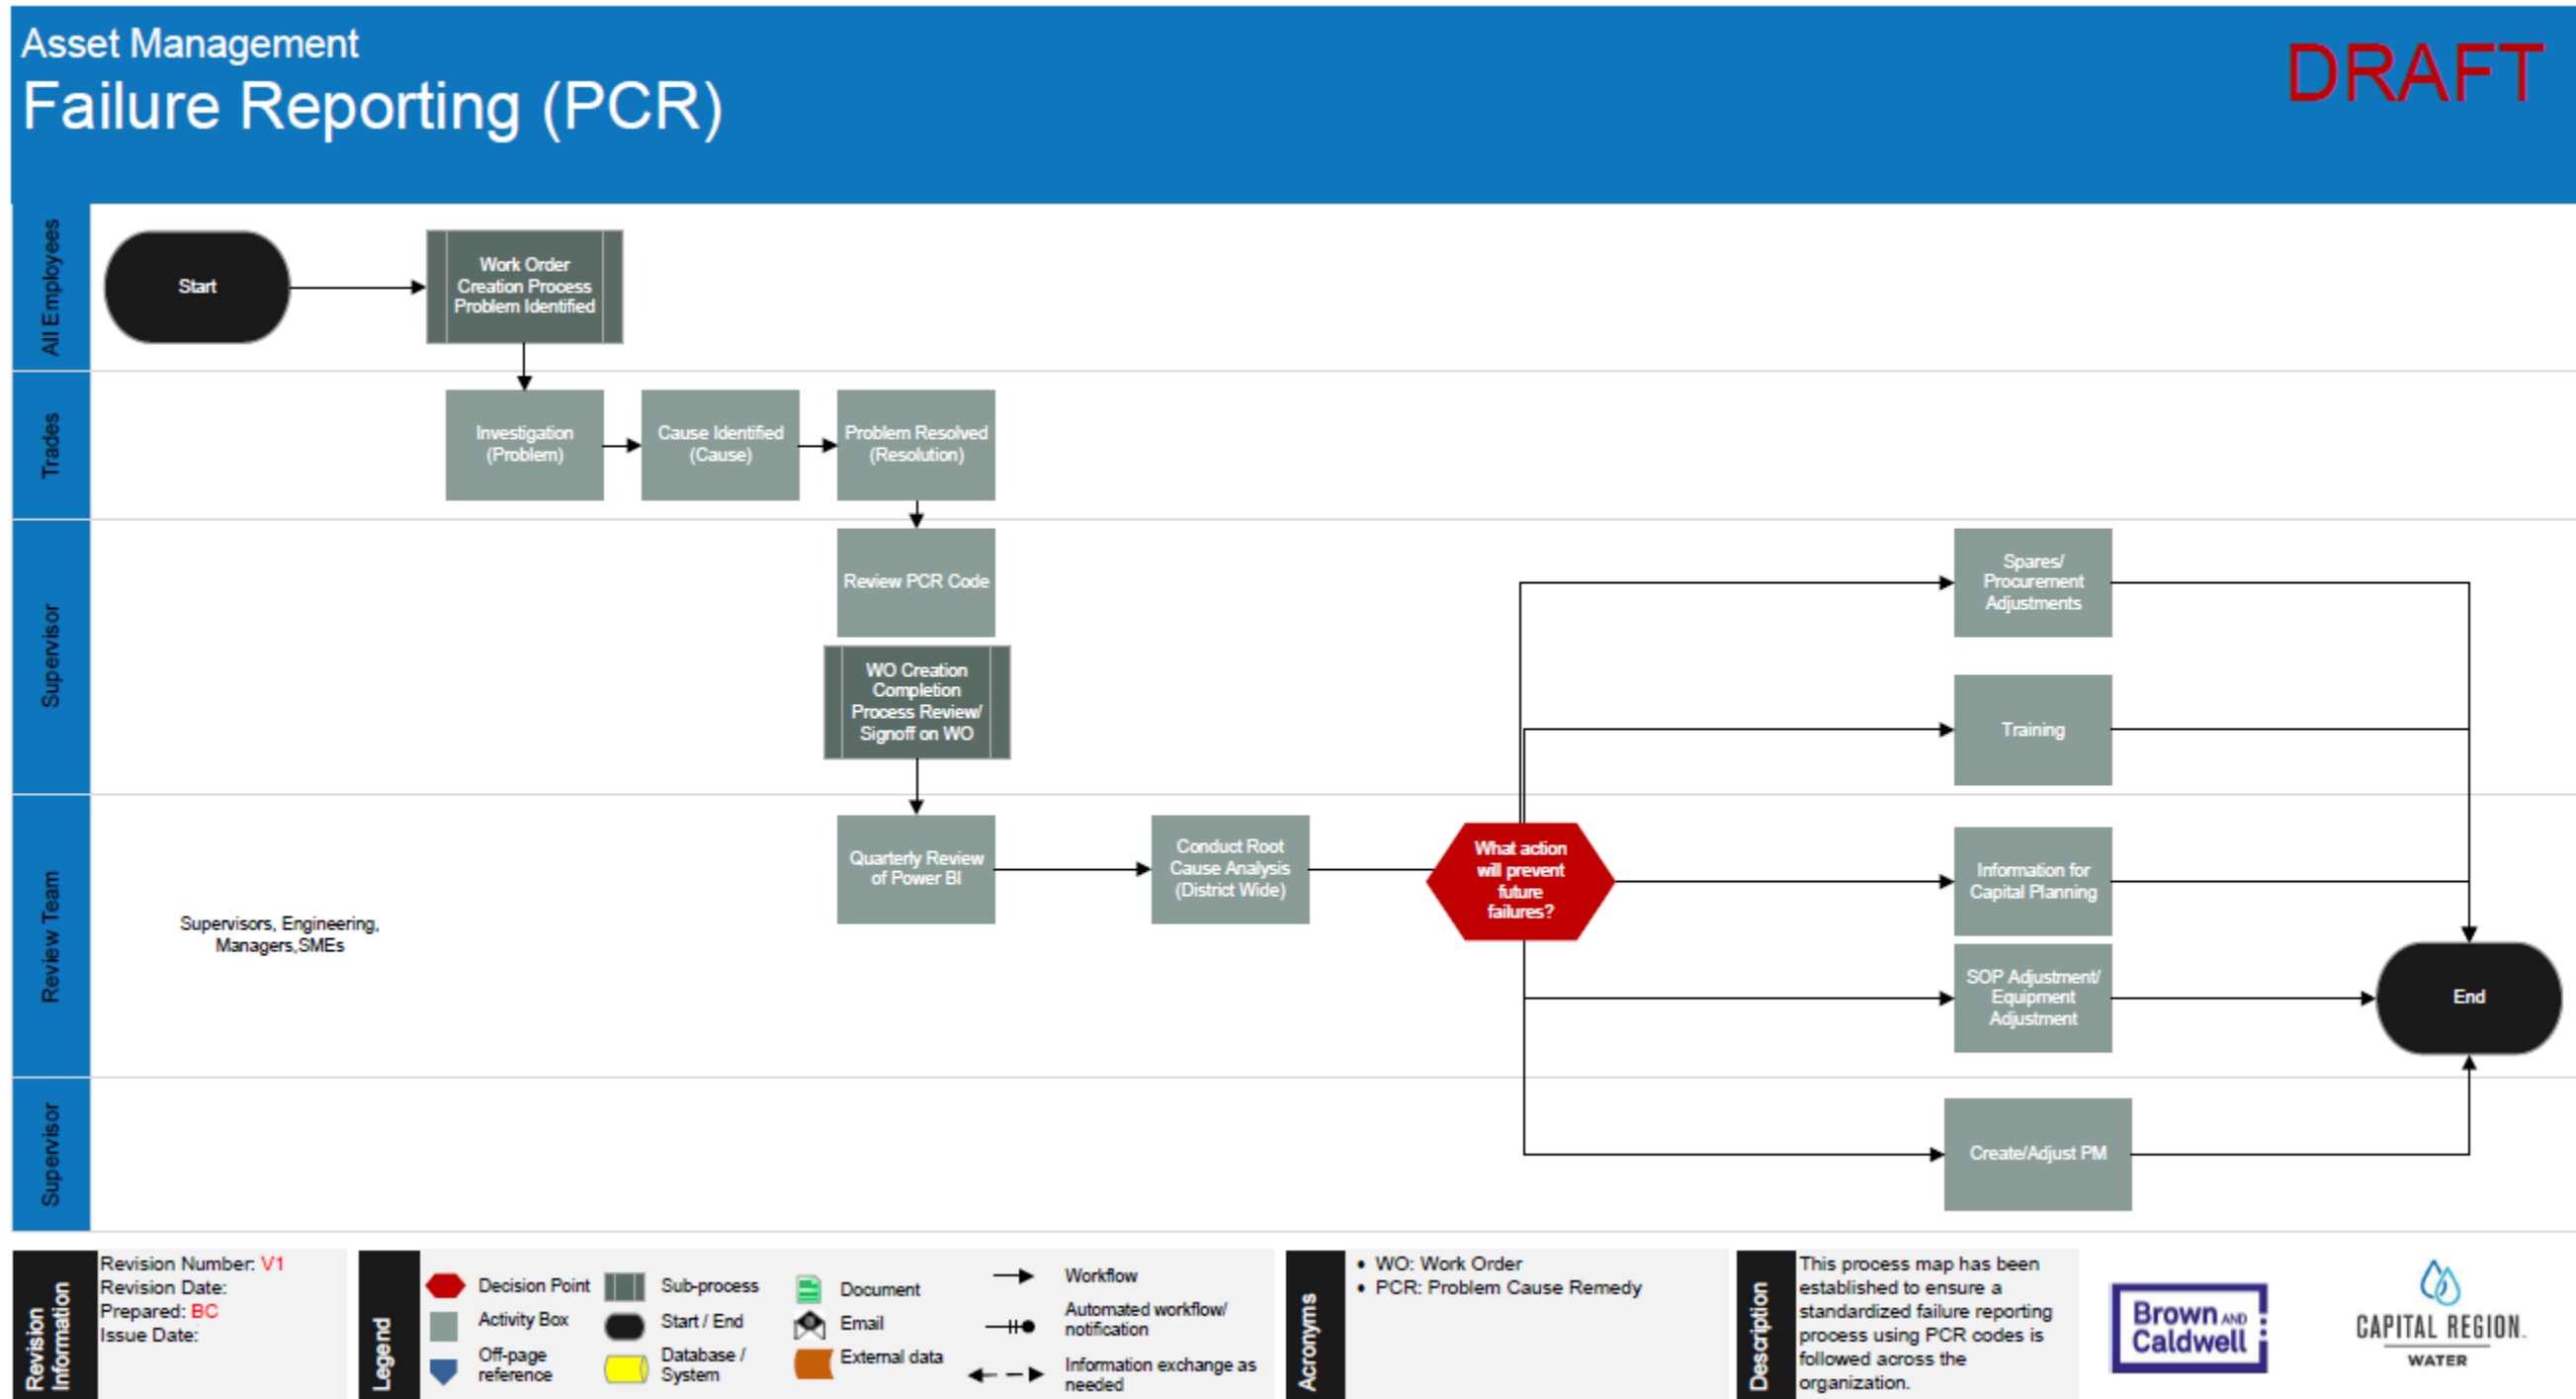 Asset Management
Failure Reporting (PCR)
DRAFT
All Employees
Start
Work Order
Creation Process
Problem Identified
Trades
Investigation
(Problem)
Cause Identified
(Cause)
Problem Resolved
(Resolution)
Supervisor
Review PCR Code
WO Creation
Completion
Process Review/
Signoff on WO
Spares/
Procurement
Adjustments
Training
Review Team
Supervisors, Engineering,
Managers,SMEs
Quarterly Review
of Power BI
Conduct Root
Cause Analysis
(District Wide)
What action
will prevent
future
failures?
Information for
Capital Planning
SOP Adjustment/
Equipment
Adjustment
End
Supervisor
Create/Adjust PM
Revision
Information
Revision Number: V1
Revision Date:
Prepared: BC
Issue Date:
Legend
Decision Point
Activity Box
Off-page
reference
Sub-process
Start / End
Database /
System
Document
Email
External data
Workflow
Automated workflow/
notification
Information exchange as
needed
Acronyms
• WO: Work Order
• PCR: Problem Cause Remedy
Description
This process map has been
established to ensure a
standardized failure reporting
process using PCR codes is
followed across the
organization.
Brown AND
Caldwell
CAPITAL REGION
WATER